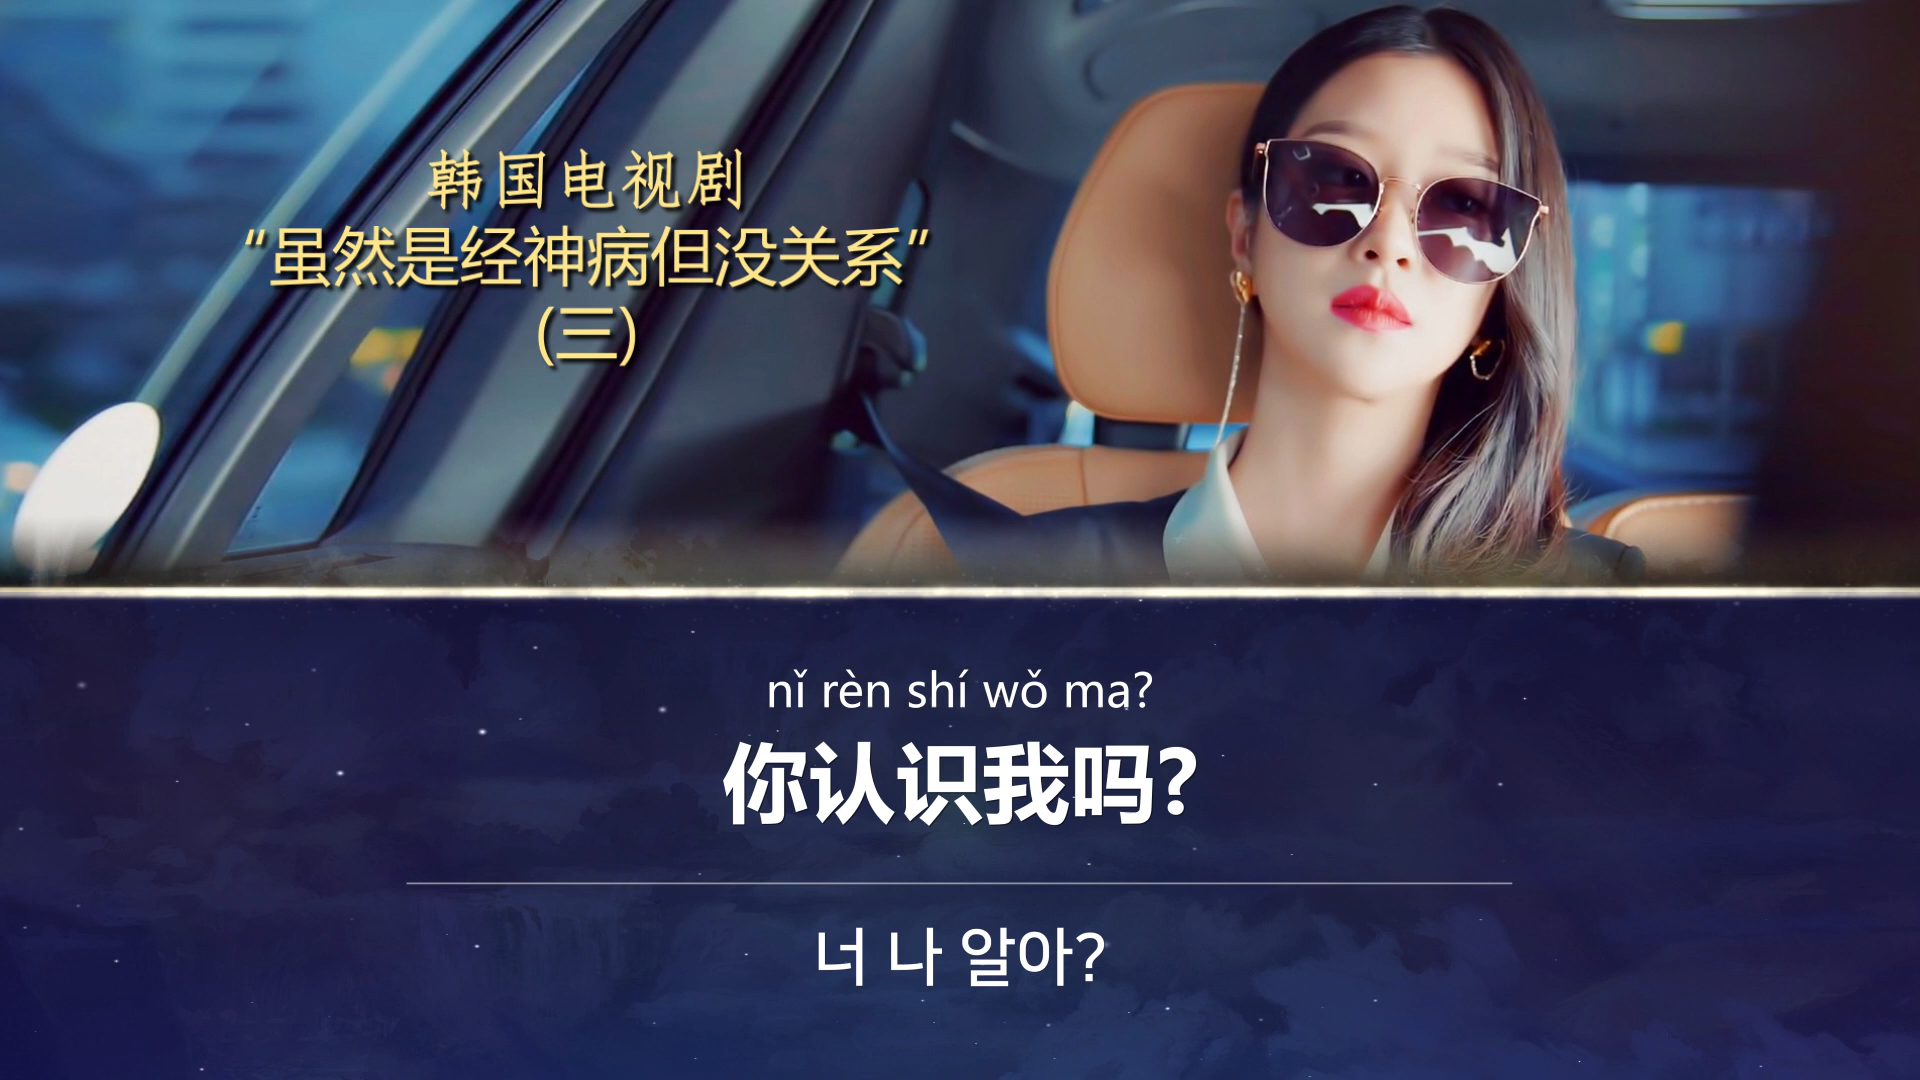 韩国电视剧
“虽然是经神病但没关系”
(三)
nǐ rèn shí wǒ ma?
你认识我吗?
너 나 알아?